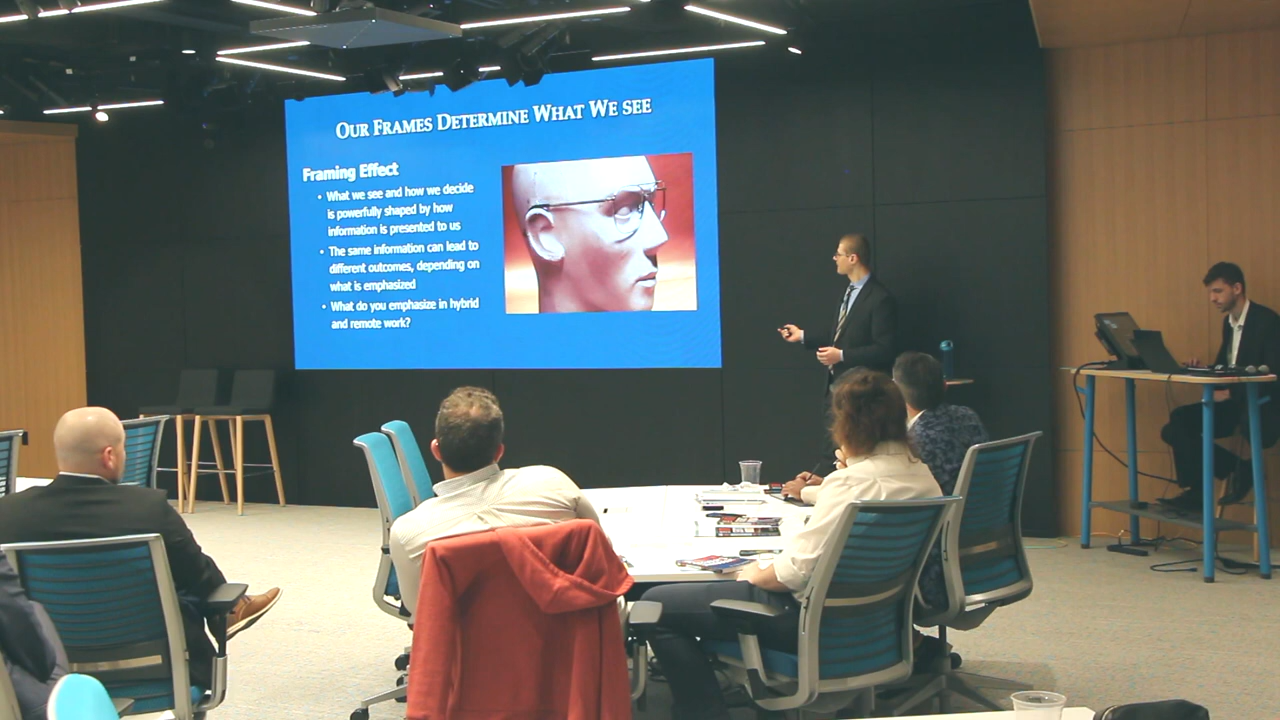 OUR FRAMES DETERMINE WHAT WE SEE
Framing Effect
• What we see and how we decide
is powerfully shaped by how
information is presented to us
• The same information can lead to
different outcomes, depending on
what is emphasized
• What do you emphasize in hybrid
and remote work?